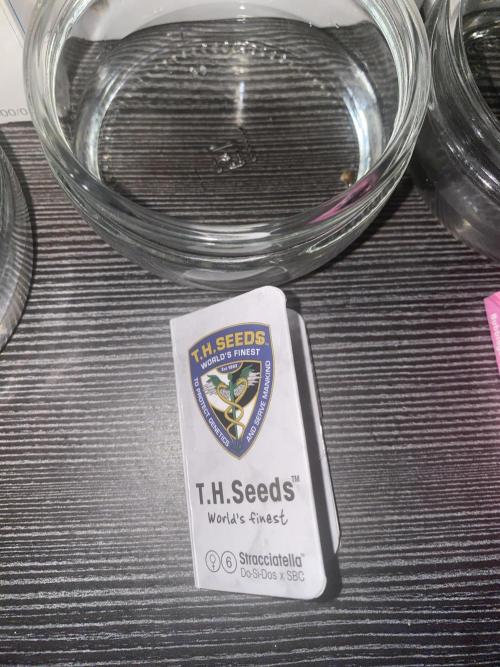 T.H.SEEDS™
WORLD'S FINEST
Est 1993
TO PROTECT GENETICS
AND SERVE MANKIND
T.H.Seeds™
World's finest
6 Stracciatella™
Do-Si-Dos x SBC